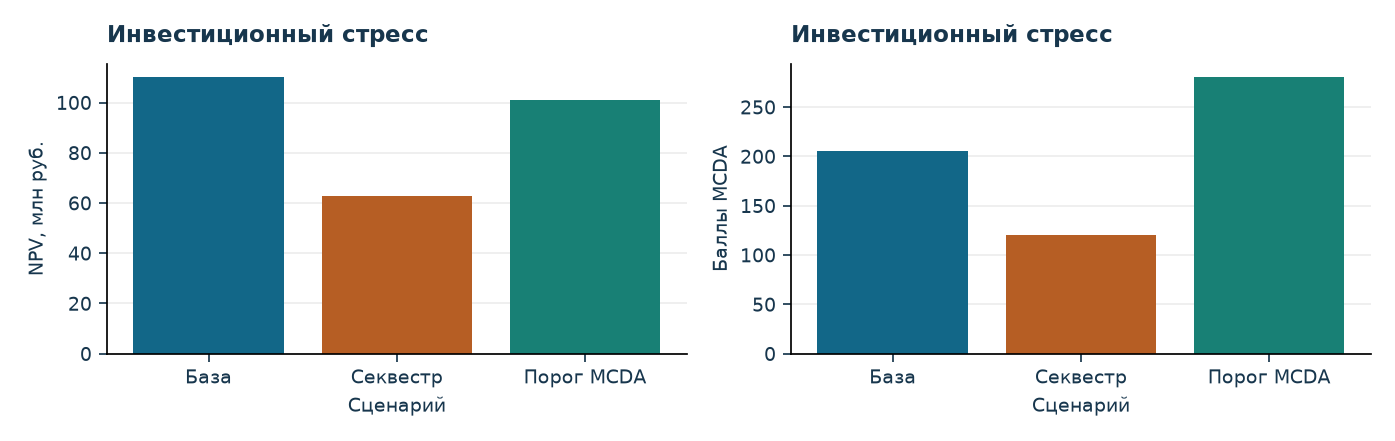 Инвестиционный стресс
NPV, млн руб.
100
80
60
40
20
0
База
Секвестр
Порог MCDA
Сценарий
Инвестиционный стресс
Баллы MCDA
250
200
150
100
50
0
База
Секвестр
Порог MCDA
Сценарий